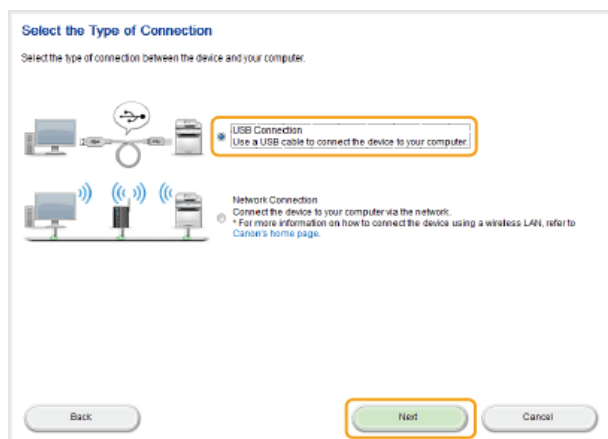 Select the Type of Connection
Select the type of connection between the device and your computer.
USB Connection
Use a USB cable to connect the device to your computer.
Network Connection
Connect the device to your computer via the network.
* For more information on how to connect the device using a wireless LAN, refer to
Canon's home page.
Back
Next
Cancel